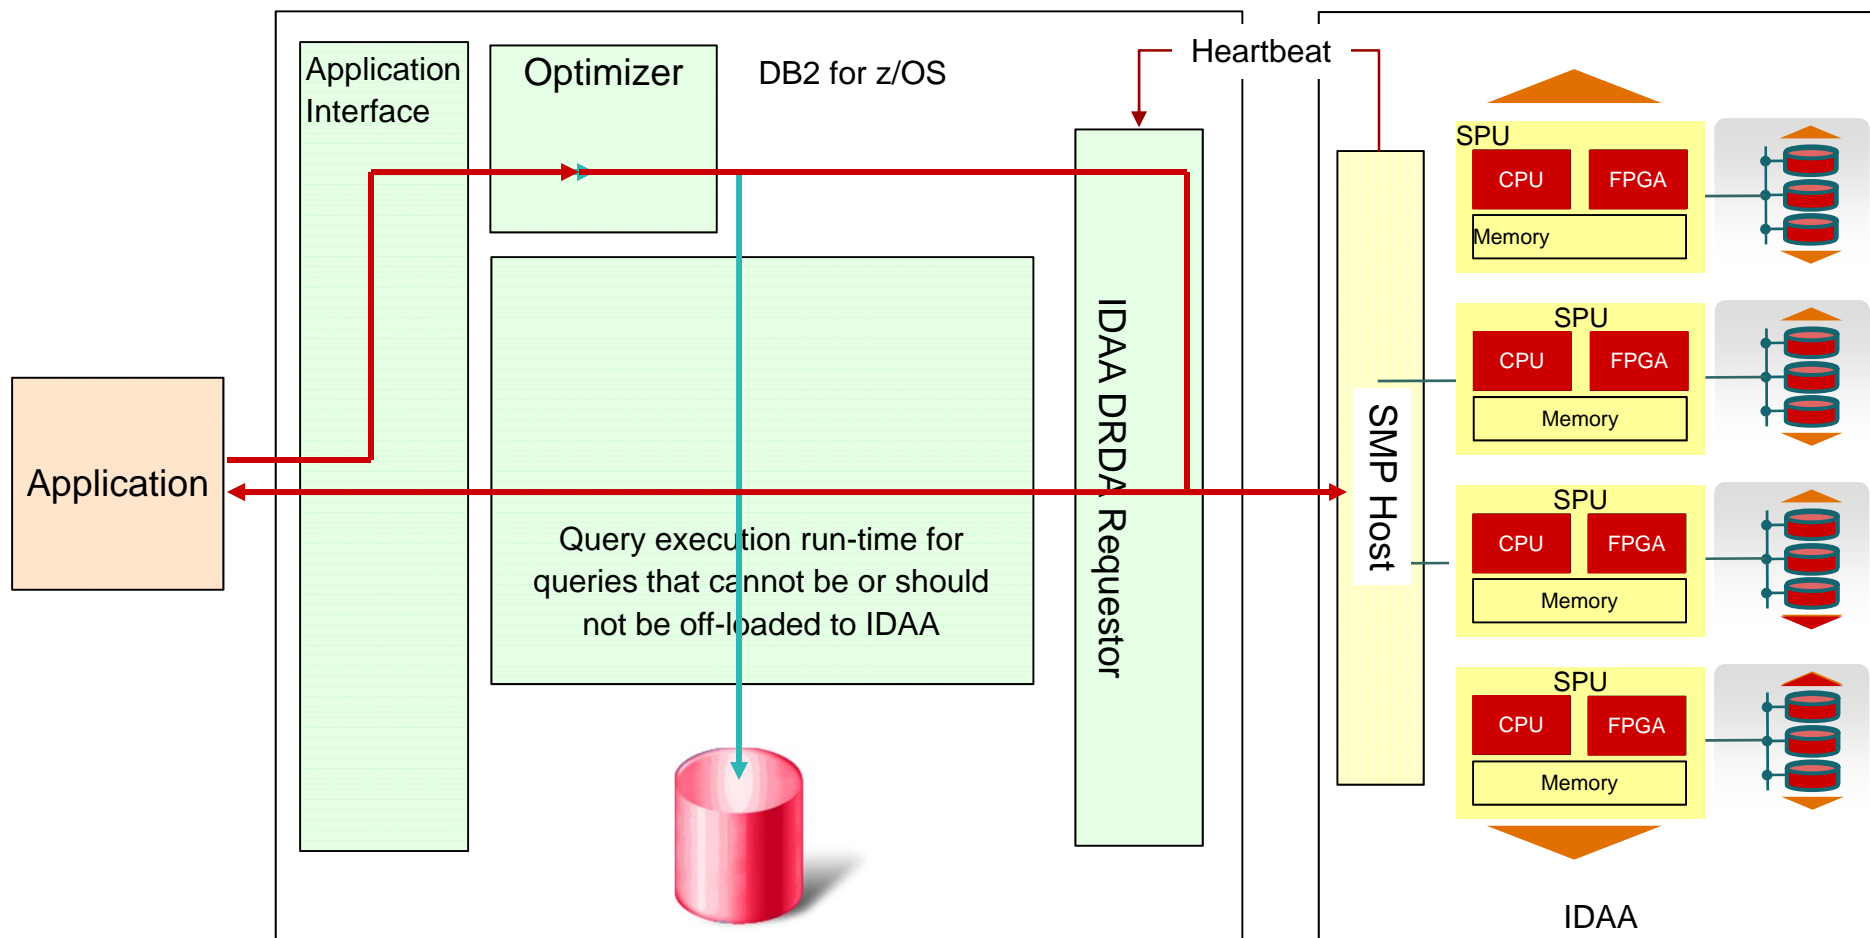 Application
Interface
Optimizer
DB2 for z/OS
Heartbeat
Application
Query execution run-time for
queries that cannot be or should
not be off-loaded to IDAA
IDAA DRDA Requestor
SMP Host
SPU
CPU
FPGA
Memory
SPU
CPU
FPGA
Memory
SPU
CPU
FPGA
Memory
SPU
CPU
FPGA
Memory
IDAA